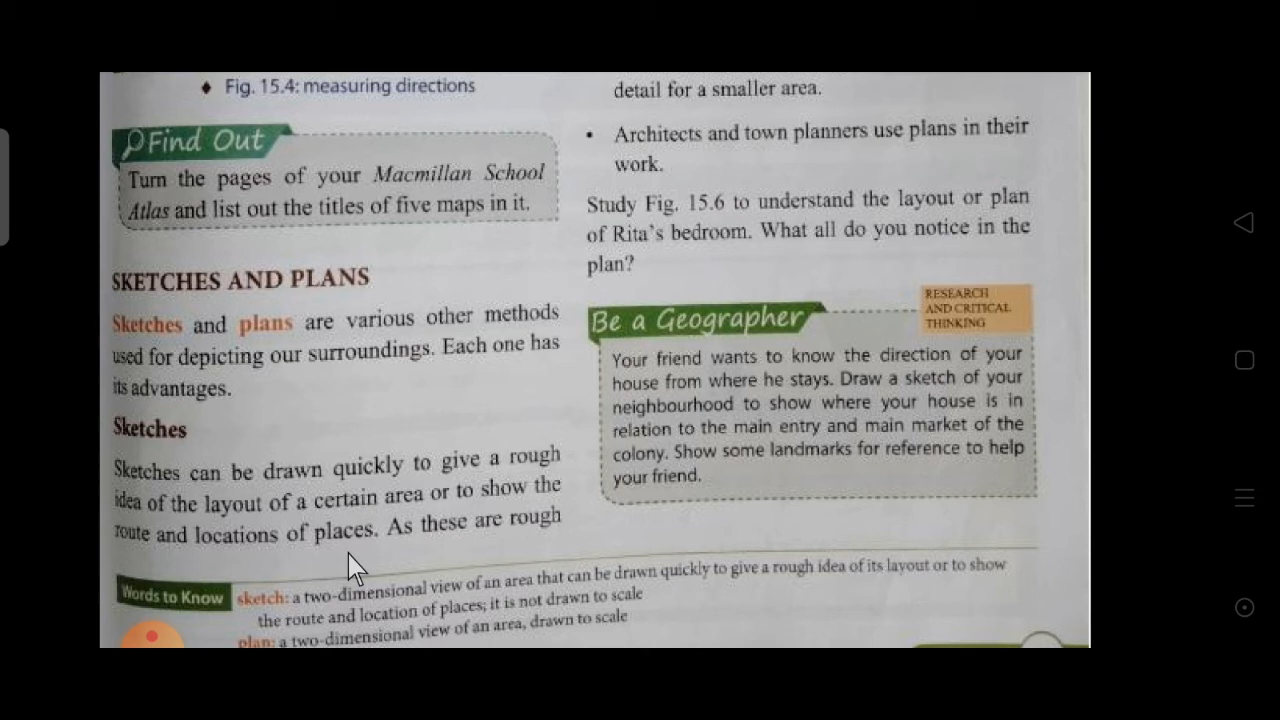 Fig. 15.4: measuring directions
Find Out
Turn the pages of your Macmillan School
Atlas and list out the titles of five maps in it.
SKETCHES AND PLANS
Sketches and plans are various other methods
used for depicting our surroundings. Each one has
its advantages.
Sketches
Sketches can be drawn quickly to give a rough
idea of the layout of a certain area or to show the
route and locations of places. As these are rough
detail for a smaller area.
• Architects and town planners use plans in their
work.
Study Fig. 15.6 to understand the layout or plan
of Rita's bedroom. What all do you notice in the
plan?
Be a Geographer
RESEARCH
AND CRITICAL
THINKING
Your friend wants to know the direction of your
house from where he stays. Draw a sketch of your
neighbourhood to show where your house is in
relation to the main entry and main market of the
colony. Show some landmarks for reference to help
your friend.
Words to Know
sketch: a two-dimensional view of an area that can be drawn quickly to give a rough idea of its layout or to show
the route and location of places; it is not drawn to scale
plan: a two-dimensional view of an area, drawn to scale